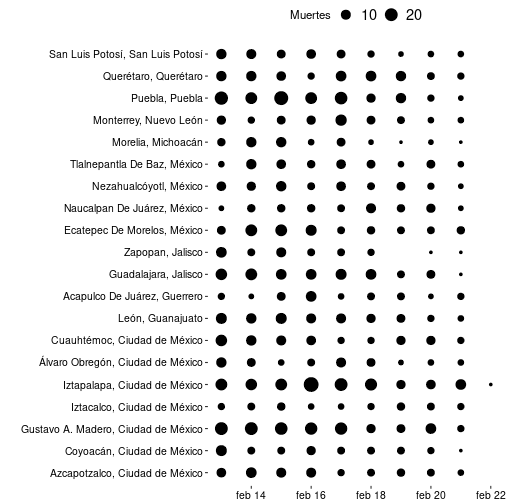 Muertes 10 20
San Luis Potosí, San Luis Potosí
Querétaro, Querétaro
Puebla, Puebla
Monterrey, Nuevo León
Morelia, Michoacán
Tlalnepantla De Baz, México
Nezahualcóyotl, México
Naucalpan De Juárez, México
Ecatepec De Morelos, México
Zapopan, Jalisco
Guadalajara, Jalisco
Acapulco De Juárez, Guerrero
León, Guanajuato
Cuauhtémoc, Ciudad de México
Álvaro Obregón, Ciudad de México
Iztapalapa, Ciudad de México
Iztacalco, Ciudad de México
Gustavo A. Madero, Ciudad de México
Coyoacán, Ciudad de México
Azcapotzalco, Ciudad de México
feb 14 feb 16 feb 18 feb 20 feb 22